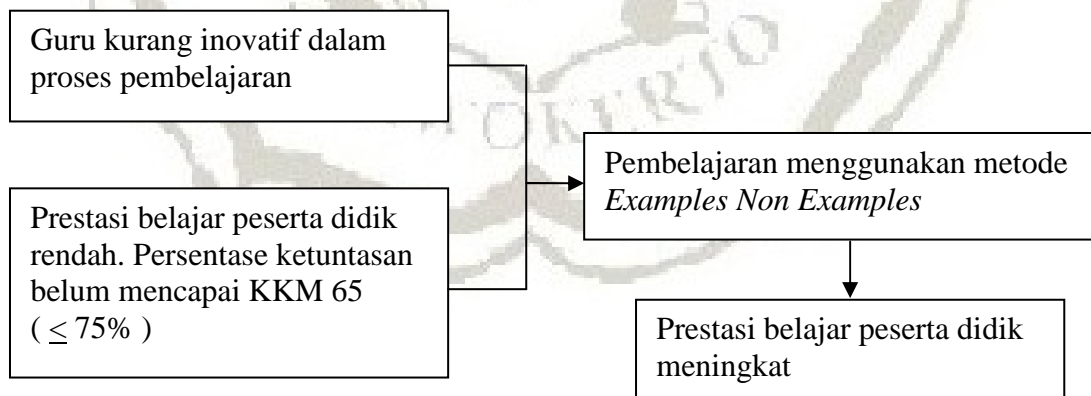 Guru kurang inovatif dalam
proses pembelajaran
Prestasi belajar peserta didik
rendah. Persentase ketuntasan
belum mencapai KKM 65
( ≤ 75% )
Pembelajaran menggunakan metode
Examples Non Examples
Prestasi belajar peserta didik
meningkat